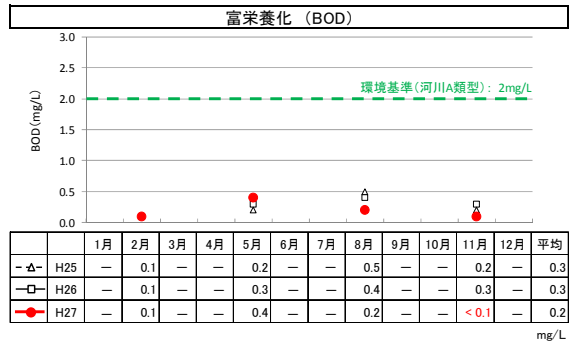 富栄養化 (BOD)
3.0
2.5
2.0
1.5
1.0
0.5
0.0
BOD(mg/L)
環境基準(河川A類型): 2mg/L
1月 2月 3月 4月 5月 6月 7月 8月 9月 10月 11月 12月 平均
H25 — 0.1 — — 0.2 — — 0.5 — — 0.2 — 0.3
H26 — 0.1 — — 0.3 — — 0.4 — — 0.3 — 0.3
H27 — 0.1 — — 0.4 — — 0.2 — — <0.1 — 0.2
mg/L